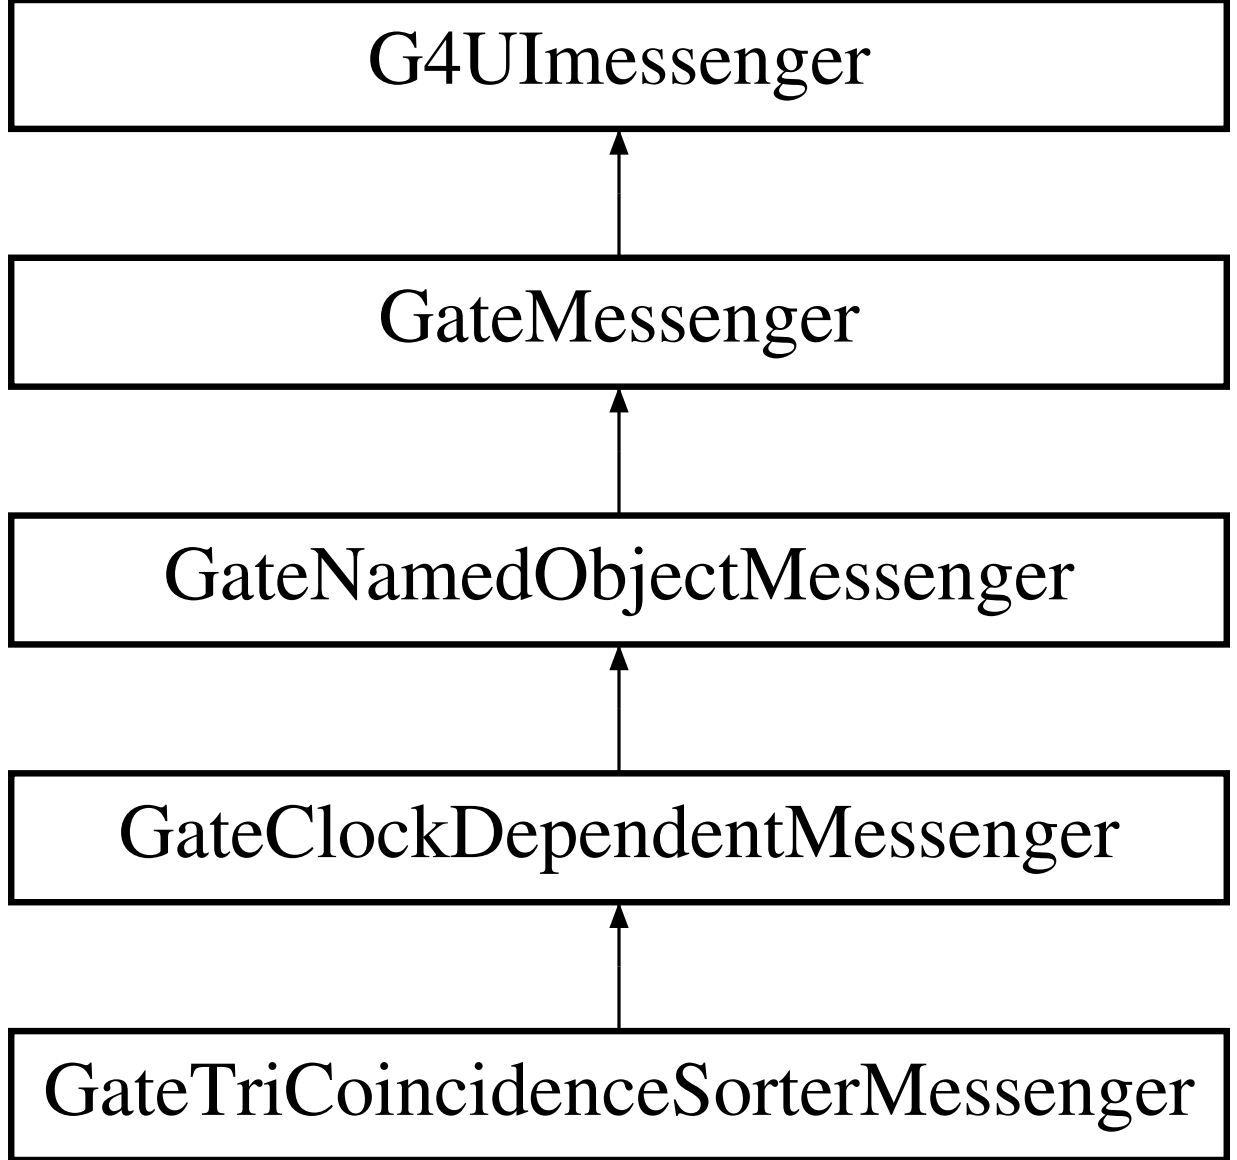 G4UImessenger
GateMessenger
GateNamedObjectMessenger
GateClockDependentMessenger
GateTriCoincidenceSorterMessenger